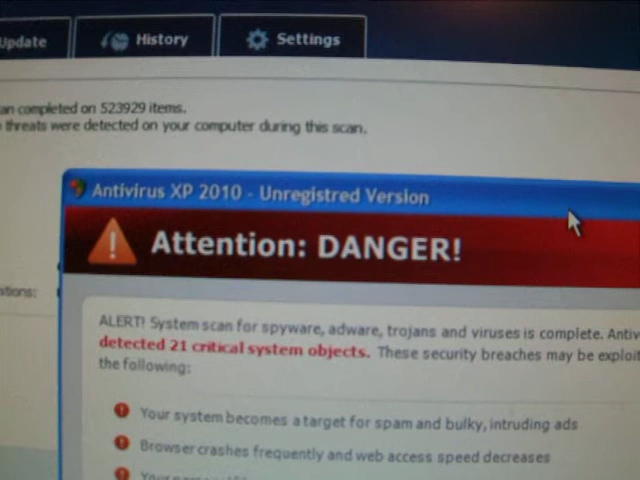 Update History Settings
an completed on 523929 items.
threats were detected on your computer during this scan.
Antivirus XP 2010 - Unregistred Version
Attention: DANGER!
ALERT! System scan for spyware, adware, trojans and viruses is complete. Antiv
detected 21 critical system objects. These security breaches may be exploit
the following:
Your system becomes a target for spam and bulky, intruding ads
Browser crashes frequently and web access speed decreases
Your